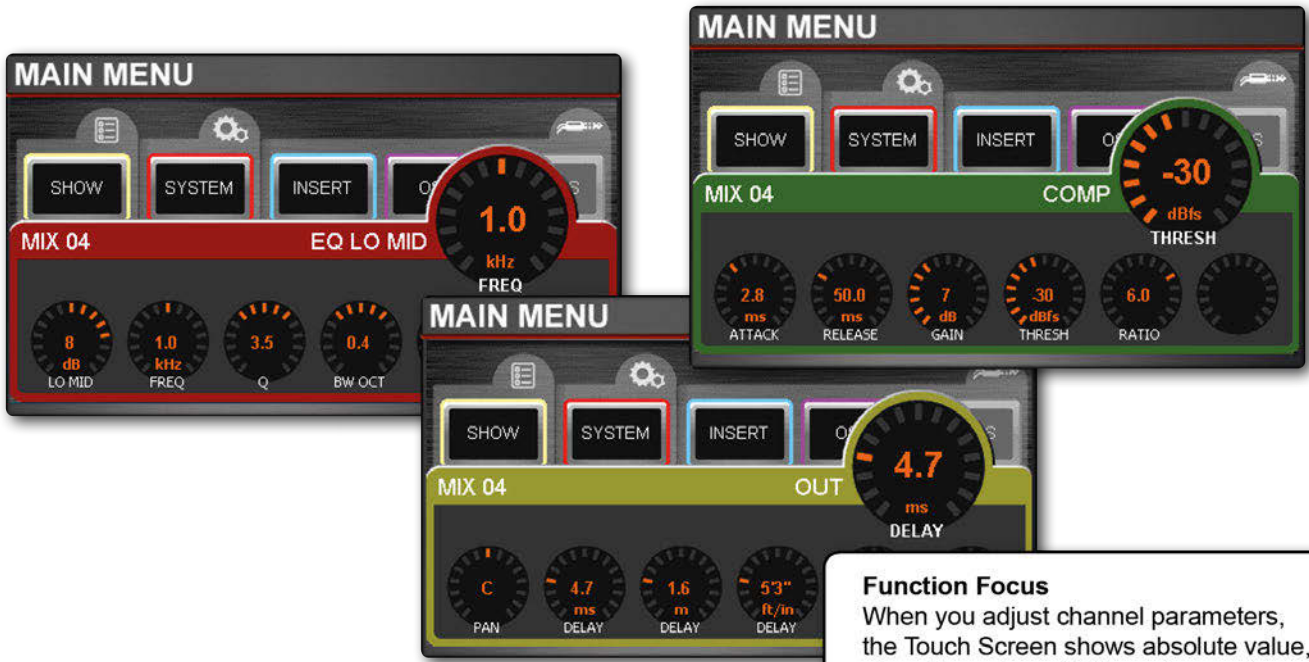 MAIN MENU
SHOW SYSTEM INSERT
MIX 04 EQ LO MID
1.0
kHz
FREQ
8 1.0 3.5 0.4
dB kHz
LO MID FREQ Q BW OCT
MAIN MENU
SHOW SYSTEM INSERT
MIX 04 COMP
-30
dBfs
THRESH
2.8 50.0 7 -30 6.0
ms ms dB dBfs
ATTACK RELEASE GAIN THRESH RATIO
MAIN MENU
SHOW SYSTEM INSERT
MIX 04 OUT
4.7
ms
DELAY
C 4.7 1.6 5'3"
ms m ft/in
PAN DELAY DELAY DELAY
Function Focus
When you adjust channel parameters,
the Touch Screen shows absolute value,